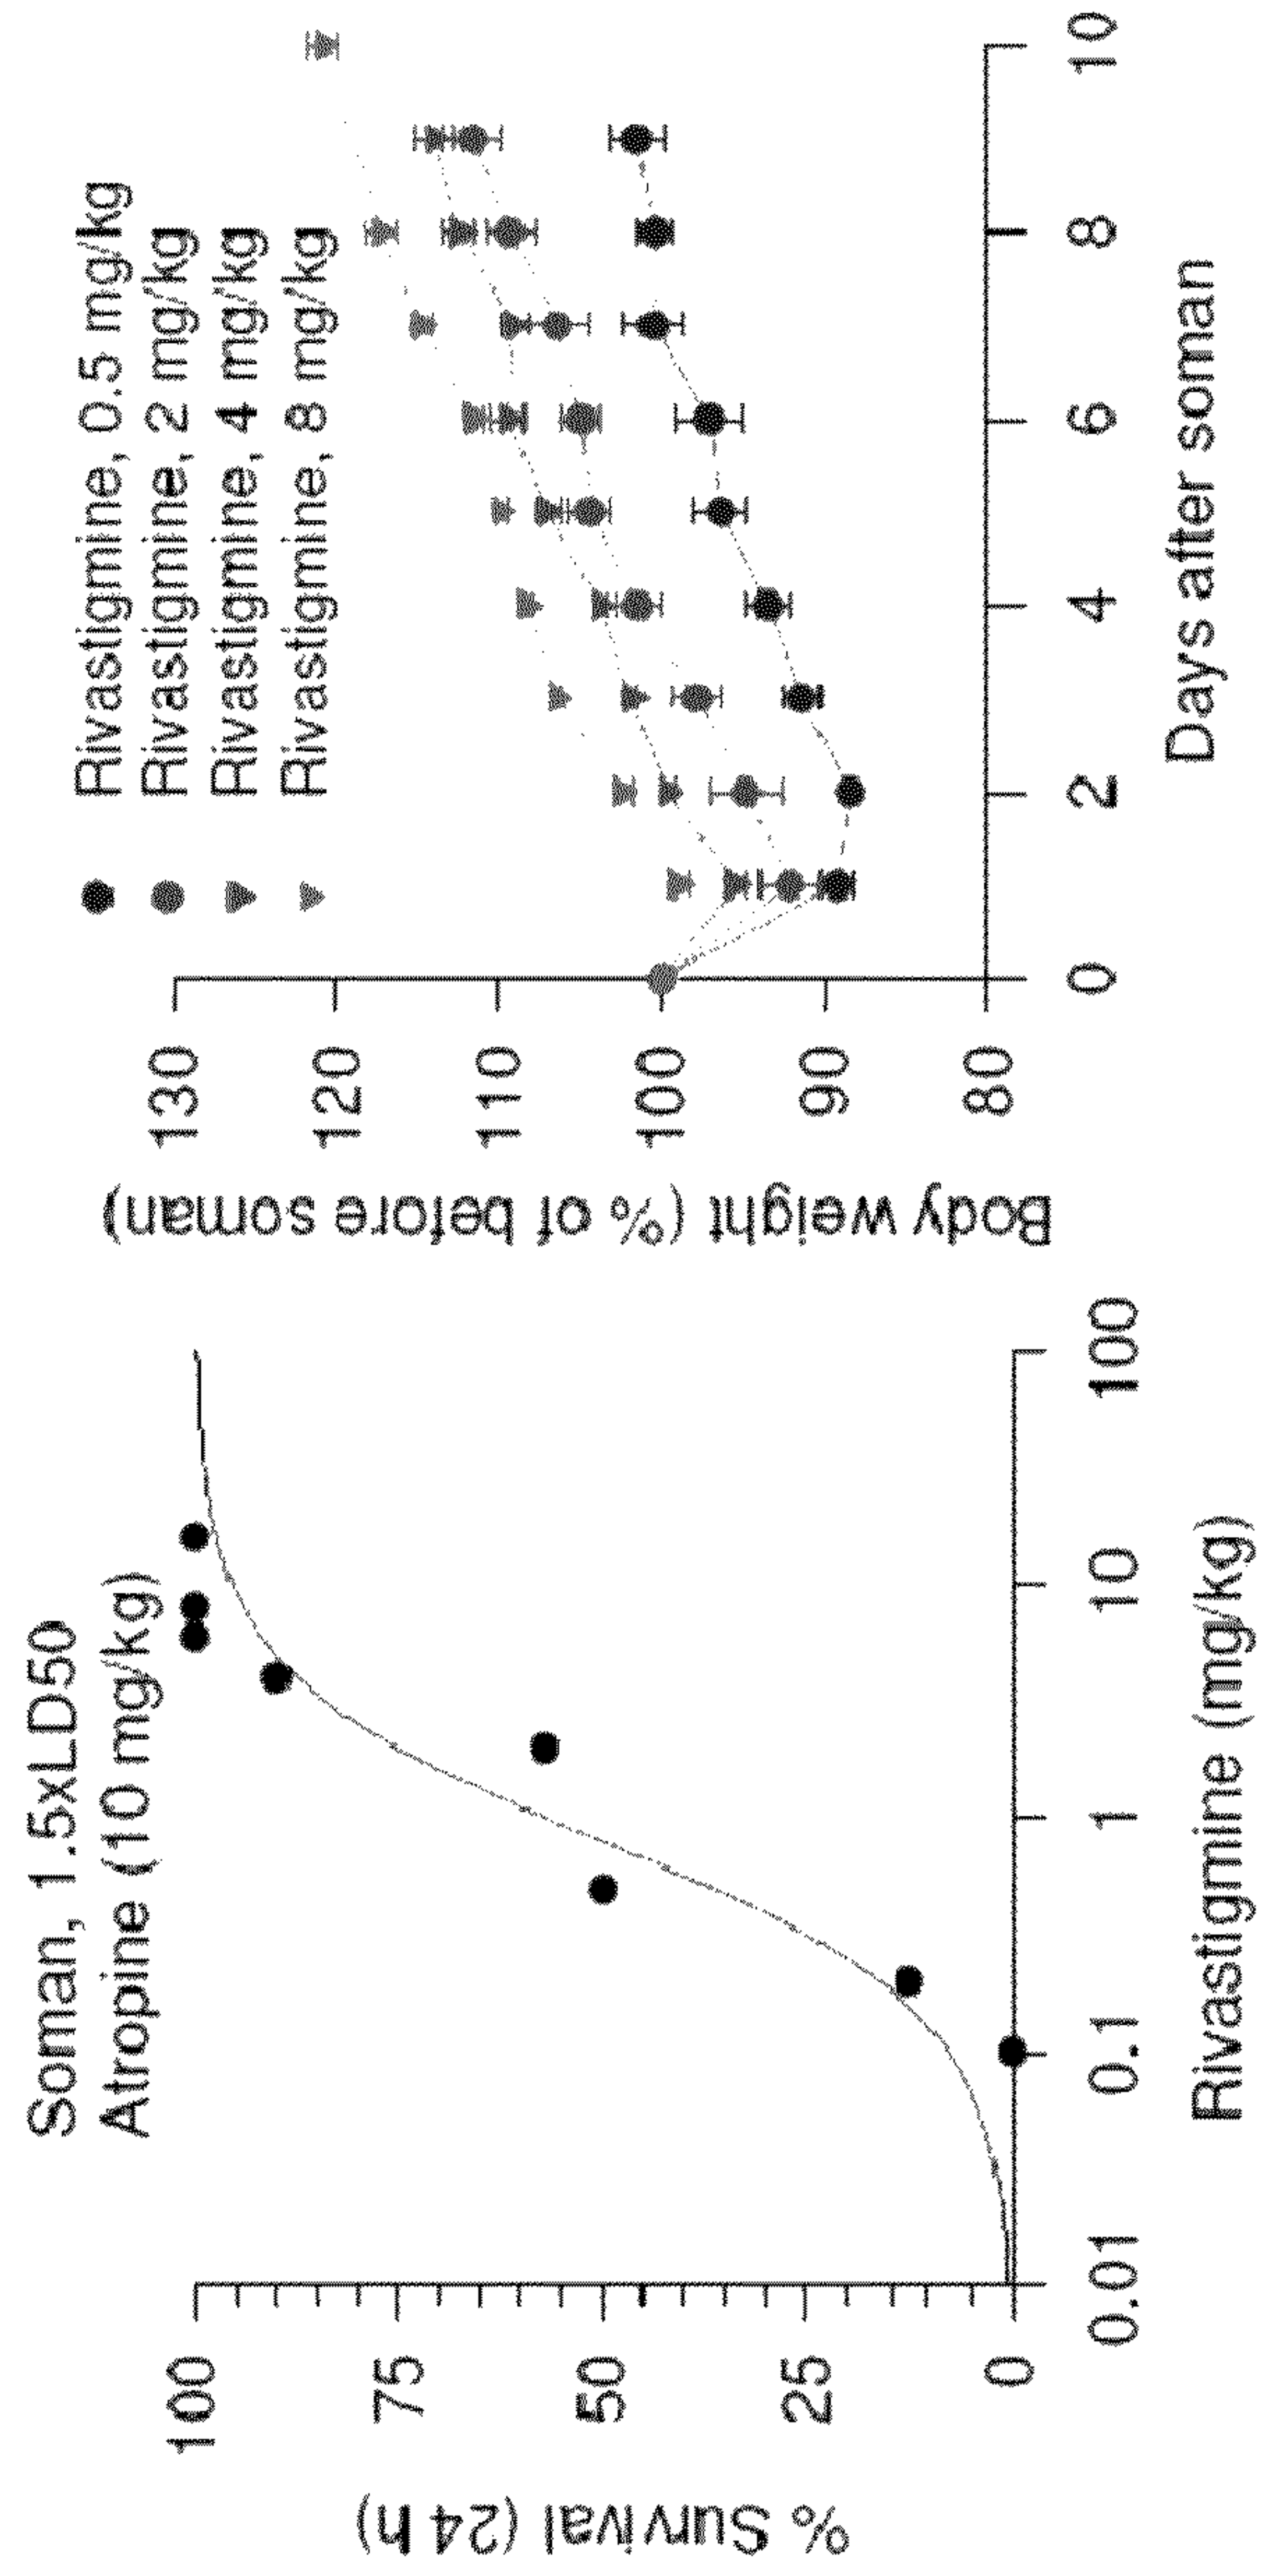 Soman, 1.5xLD50
Atropine (10 mg/kg)
% Survival (24 h)
100
75
50
25
0
0.01
0.1
1
10
100
Rivastigmine (mg/kg)
Rivastigmine, 0.5 mg/kg
Rivastigmine, 2 mg/kg
Rivastigmine, 4 mg/kg
Rivastigmine, 8 mg/kg
Body weight (% of before soman)
130
120
110
100
90
80
0
2
4
6
8
10
Days after soman